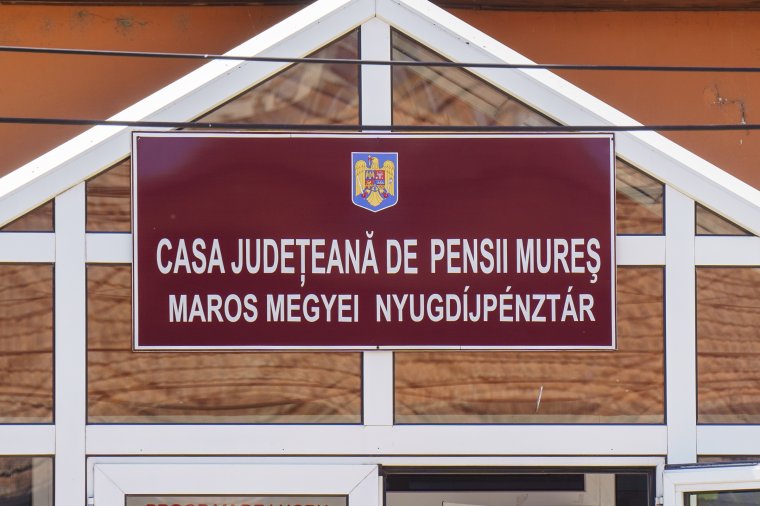 CASA JUDEȚEANĂ DE PENSII MUREȘ
MAROS MEGYEI NYUGDÍJPÉNZTÁR